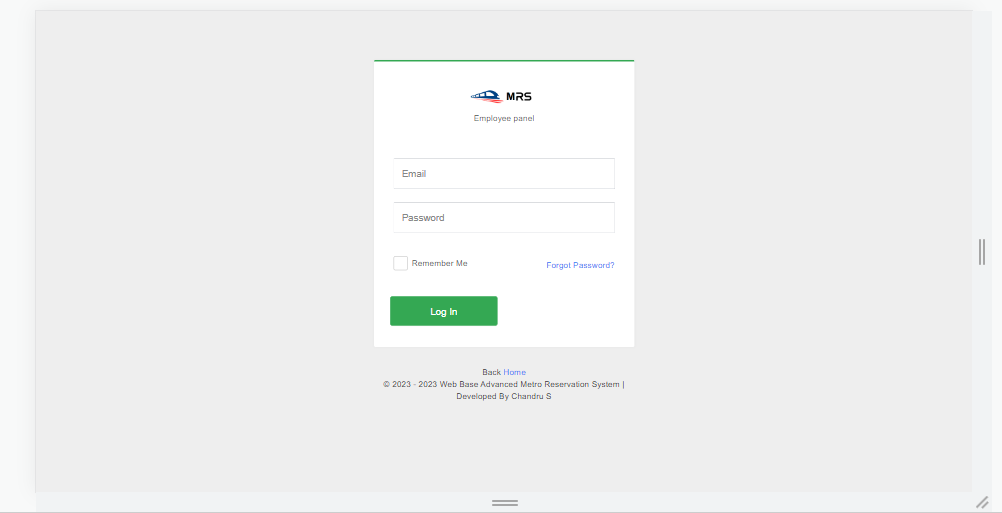 MRS
Employee panel
Email
Password
Remember Me
Forgot Password?
Log In
Back Home
© 2023 - 2023 Web Base Advanced Metro Reservation System |
Developed By Chandru S